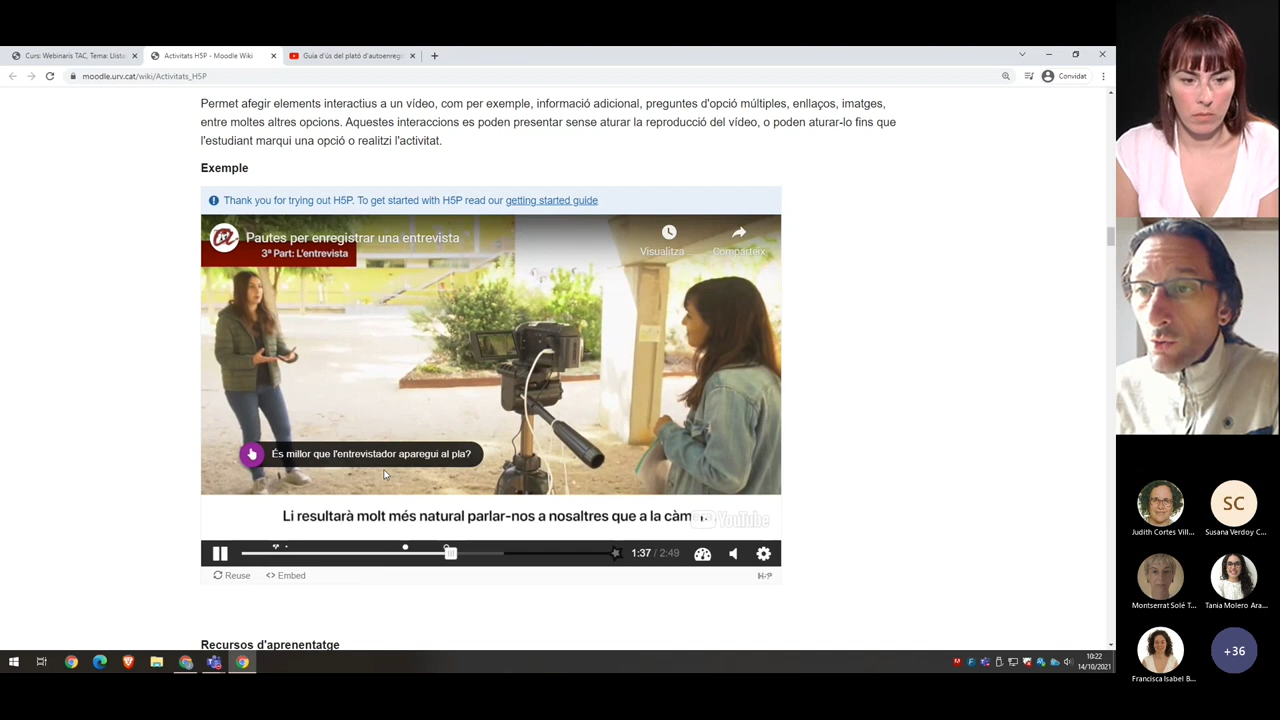 Curs: Webinaris TAC, Tema: Llista
Activitats H5P - Moodle Wiki
Guia d'ús del plató d'autoenreg
moodle.urv.cat/wiki/Activitats_H5P
Convidat
Permet afegir elements interactius a un vídeo, com per exemple, informació adicional, preguntes d'opció múltiples, enllaços, imatges,
entre moltes altres opcions. Aquestes interaccions es poden presentar sense aturar la reproducció del vídeo, o poden aturar-lo fins que
l'estudiant marqui una opció o realitzi l'activitat.
Exemple
Thank you for trying out H5P. To get started with H5P read our getting started guide
Pautes per enregistrar una entrevista
3ª Part: L'entrevista
Visualitza
Comparteix
És millor que l'entrevistador aparegui al pla?
Li resultarà molt més natural parlar-nos a nosaltres que a la càm
YouTube
1:37 / 2:49
Reuse
<> Embed
H-P
Recursos d'aprenentatge
10:22
14/10/2021
SC
Judith Cortes Vill...
Susana Verdoy C...
Montserrat Solé T...
Tania Molero Ara...
+36
Francisca Isabel B...